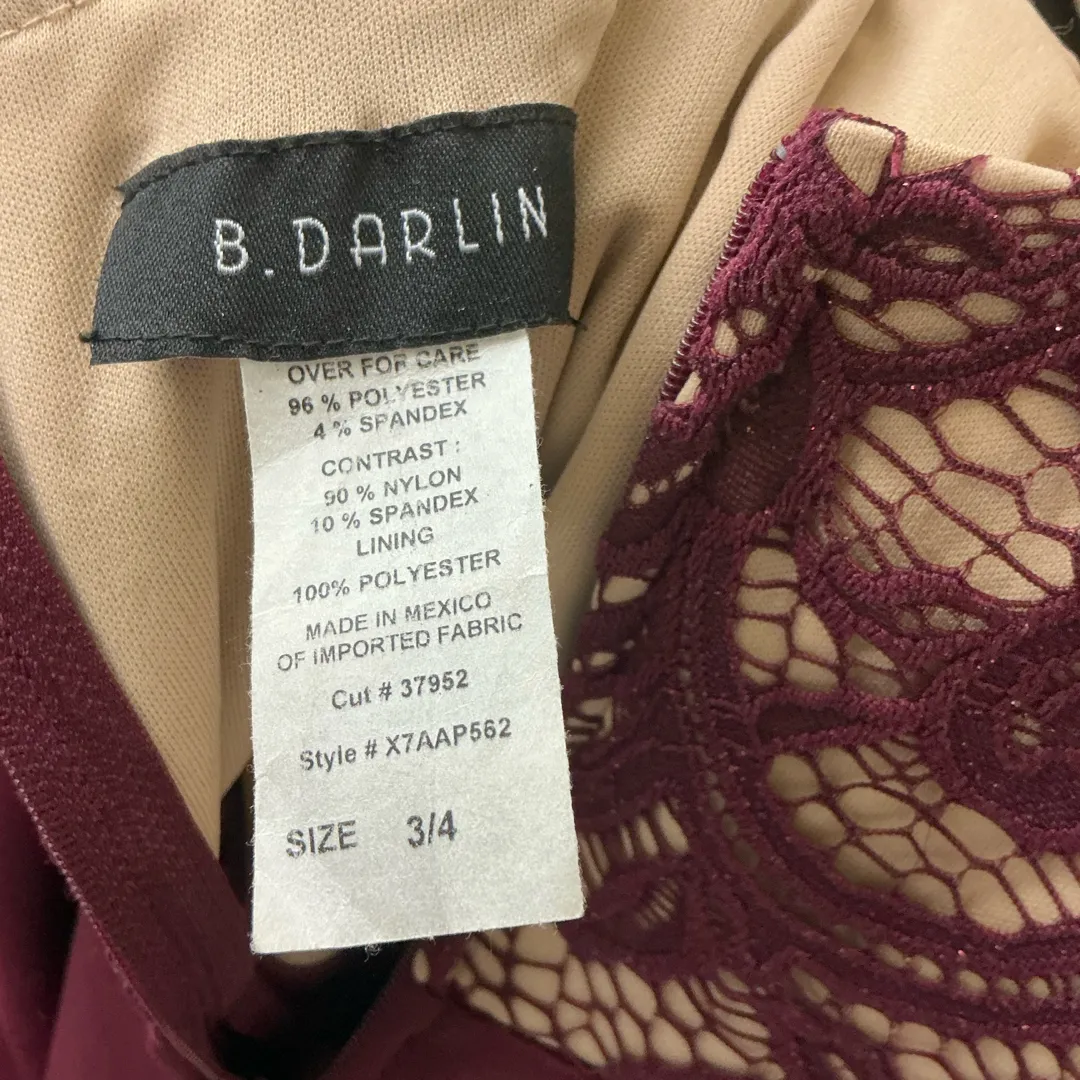 B.DARLIN
OVER FOR CARE
96 % POLYESTER
4 % SPANDEX
CONTRAST :
90 % NYLON
10 % SPANDEX
LINING
100% POLYESTER
MADE IN MEXICO
OF IMPORTED FABRIC
Cut # 37952
Style # X7AAP562
SIZE 3/4